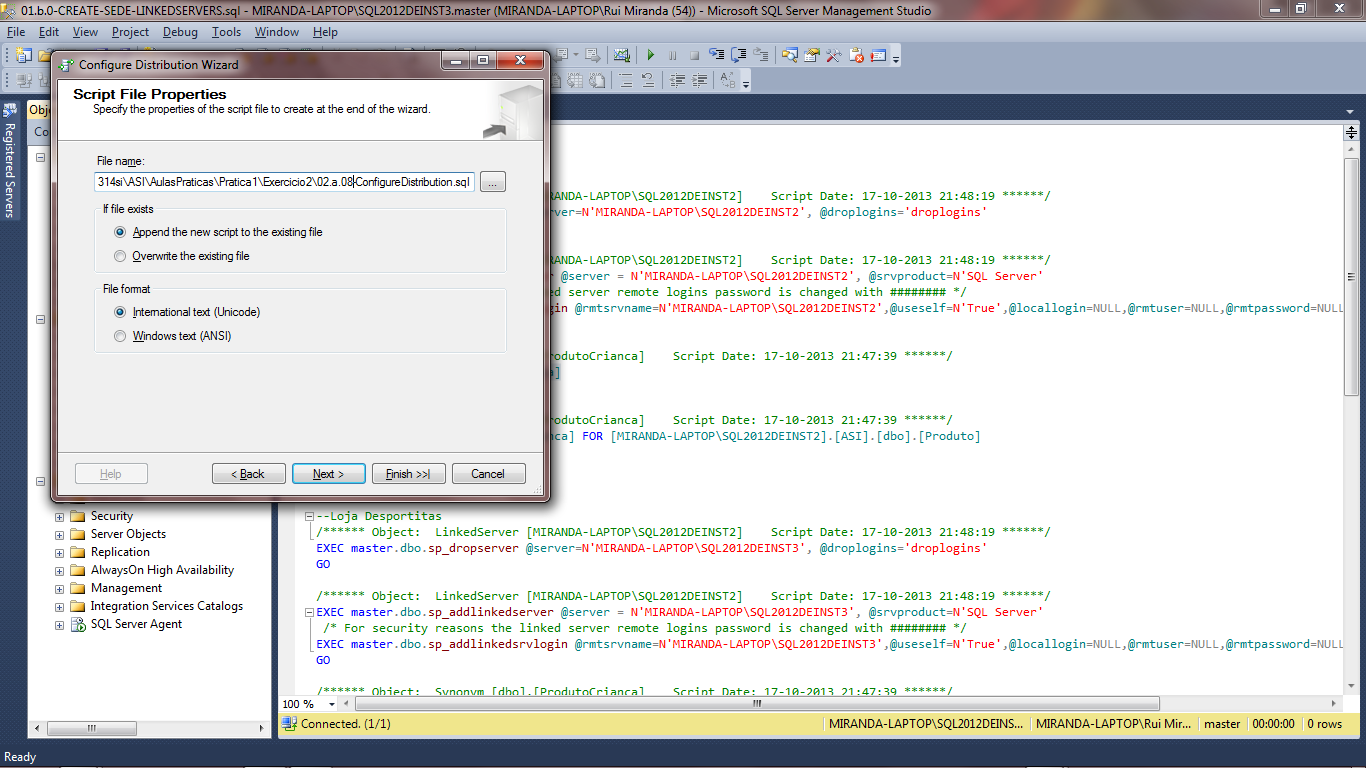 01.b.0-CREATE-SEDE-LINKEDSERVERS.sql - MIRANDA-LAPTOP\SQL2012DEINST3.master (MIRANDA-LAPTOP\Rui Miranda (54)) - Microsoft SQL Server Management Studio
File Edit View Project Debug Tools Window Help
Registered Servers
Obje
Co
Configure Distribution Wizard
Script File Properties
Specify the properties of the script file to create at the end of the wizard.
File name:
314si\ASI\AulasPraticas\Pratica1\Exercicio2\02.a.08-ConfigureDistribution.sql
...
If file exists
Append the new script to the existing file
Overwrite the existing file
File format
International text (Unicode)
Windows text (ANSI)
Help < Back Next > Finish >>| Cancel
Security
Server Objects
Replication
AlwaysOn High Availability
Management
Integration Services Catalogs
SQL Server Agent
RANDA-LAPTOP\SQL2012DEINST2] Script Date: 17-10-2013 21:48:19 ******/
ver=N'MIRANDA-LAPTOP\SQL2012DEINST2', @droplogins='droplogins'
RANDA-LAPTOP\SQL2012DEINST2] Script Date: 17-10-2013 21:48:19 ******/
r @server = N'MIRANDA-LAPTOP\SQL2012DEINST2', @srvproduct=N'SQL Server'
ed server remote logins password is changed with ######## */
gin @rmtsrvname=N'MIRANDA-LAPTOP\SQL2012DEINST2',@useself=N'True',@locallogin=NULL,@rmtuser=NULL,@rmtpassword=NULL
rodutoCrianca] Script Date: 17-10-2013 21:47:39 ******/
a]
rodutoCrianca] Script Date: 17-10-2013 21:47:39 ******/
nca] FOR [MIRANDA-LAPTOP\SQL2012DEINST2].[ASI].[dbo].[Produto]
--Loja Desportitas
/****** Object: LinkedServer [MIRANDA-LAPTOP\SQL2012DEINST2] Script Date: 17-10-2013 21:48:19 ******/
EXEC master.dbo.sp_dropserver @server=N'MIRANDA-LAPTOP\SQL2012DEINST3', @droplogins='droplogins'
GO
/****** Object: LinkedServer [MIRANDA-LAPTOP\SQL2012DEINST2] Script Date: 17-10-2013 21:48:19 ******/
EXEC master.dbo.sp_addlinkedserver @server = N'MIRANDA-LAPTOP\SQL2012DEINST3', @srvproduct=N'SQL Server'
/* For security reasons the linked server remote logins password is changed with ######## */
EXEC master.dbo.sp_addlinkedsrvlogin @rmtsrvname=N'MIRANDA-LAPTOP\SQL2012DEINST3',@useself=N'True',@locallogin=NULL,@rmtuser=NULL,@rmtpassword=NULL
GO
/****** Object: Synonym [dbo].[ProdutoCrianca] Script Date: 17-10-2013 21:47:39 ******/
100 %
Connected. (1/1) MIRANDA-LAPTOP\SQL2012DEINS... MIRANDA-LAPTOP\Rui Mir... master 00:00:00 0 rows
Ready